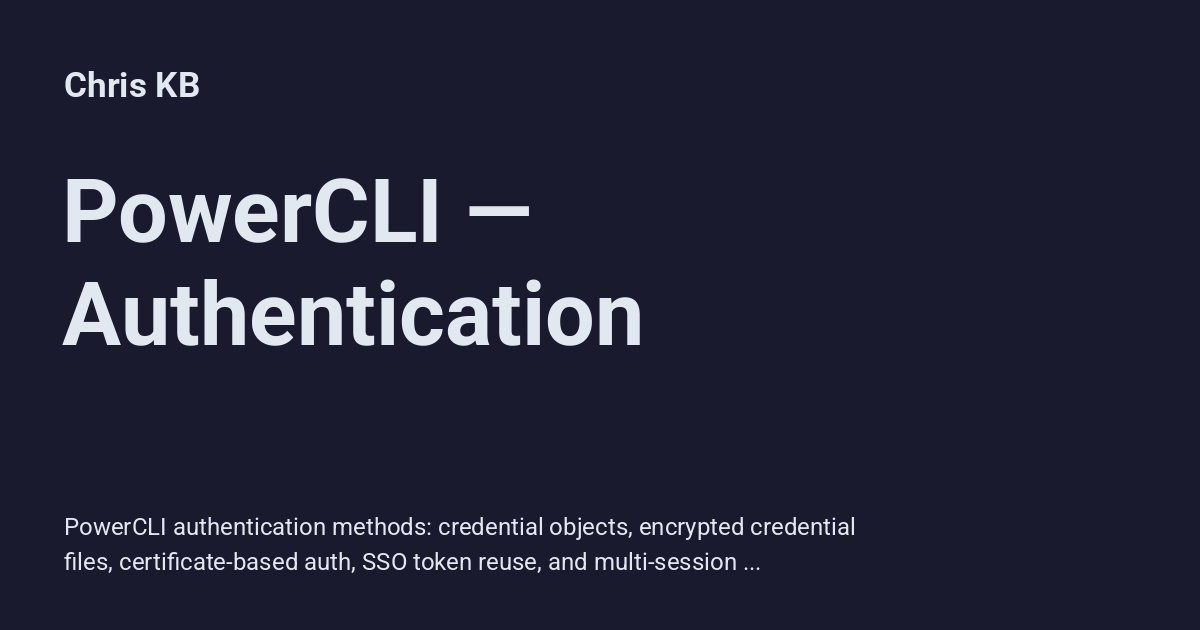 Chris KB
PowerCLI —
Authentication
PowerCLI authentication methods: credential objects, encrypted credential
files, certificate-based auth, SSO token reuse, and multi-session ...